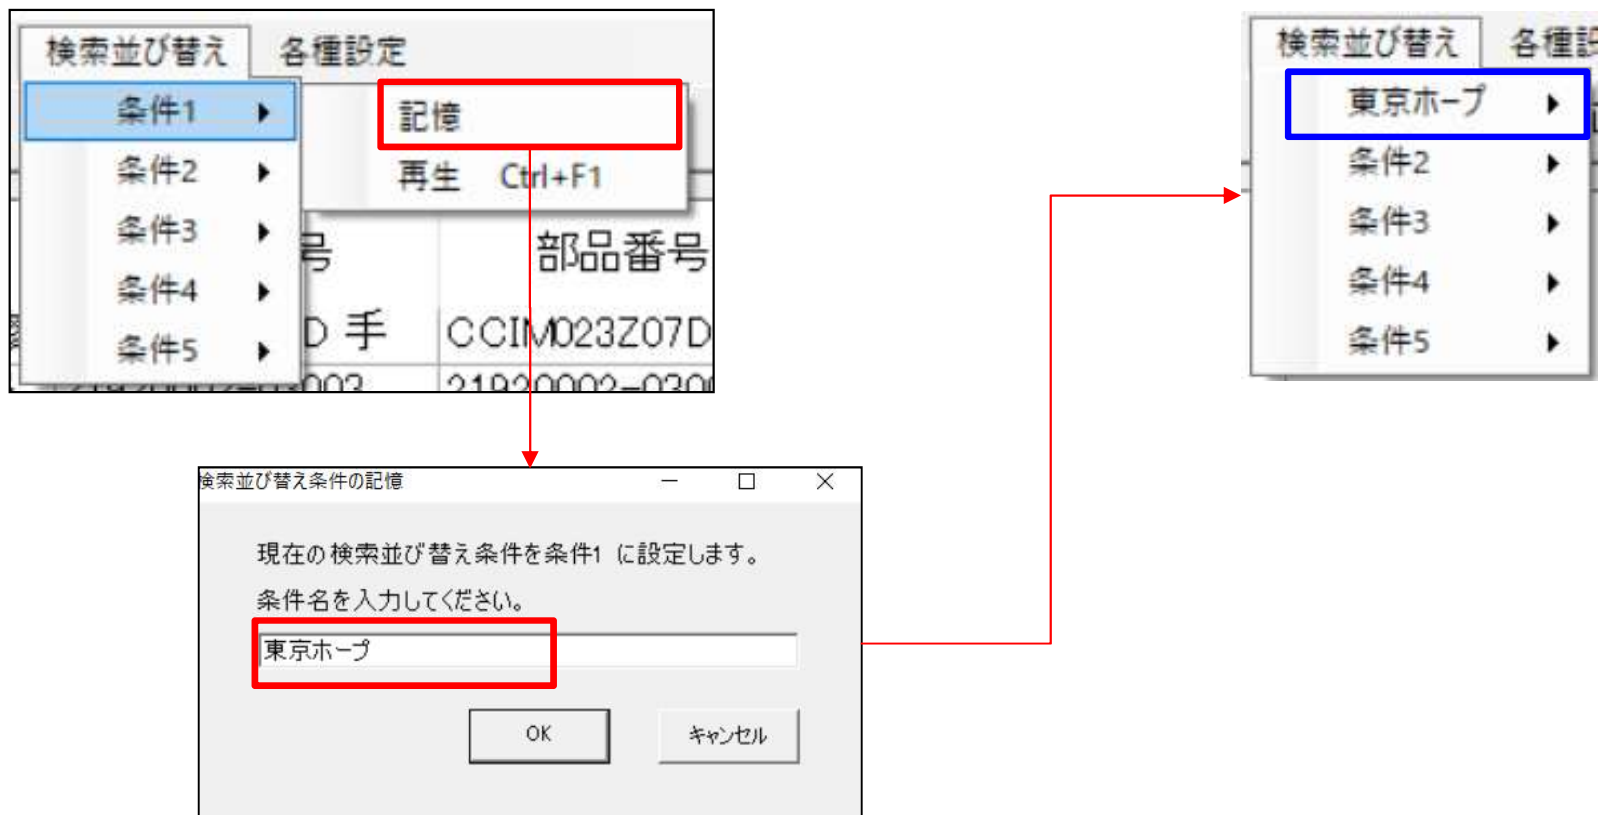 検索並び替え 各種設定
条件1 記憶
条件2 再生 Ctrl+F1
条件3 号 部品番号
条件4
条件5 D 手 CCIM023Z07D
検索並び替え条件の記憶
現在の検索並び替え条件を条件1 に設定します。
条件名を入力してください。
東京ホープ
OK キャンセル
検索並び替え 各種設
東京ホープ
条件2
条件3
条件4
条件5